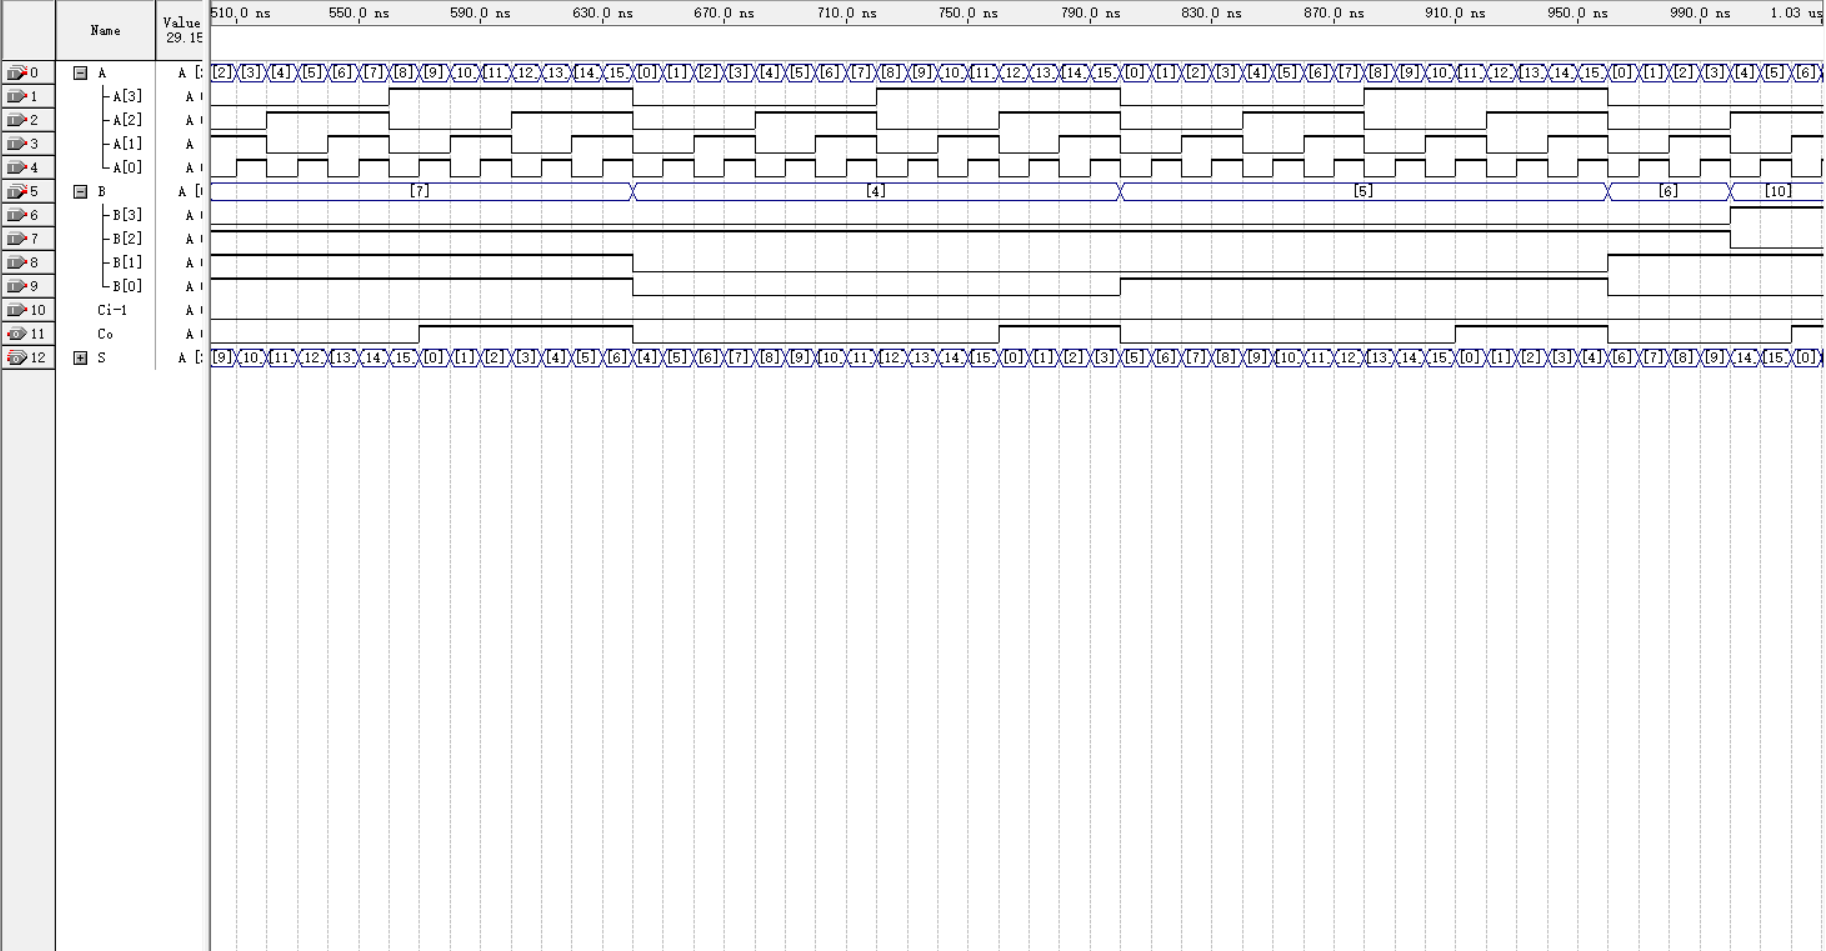 510.0 ns 550.0 ns 590.0 ns 630.0 ns 670.0 ns 710.0 ns 750.0 ns 790.0 ns 830.0 ns 870.0 ns 910.0 ns 950.0 ns 990.0 ns 1.03 us
Name Value
29.15
0 A A [ [2] [3] [4] [5] [6] [7] [8] [9] 10. [11. 12. 13. 14. 15. [0] [1] [2] [3] [4] [5] [6] [7] [8] [9] 10. [11. 12. 13. 14. 15. [0] [1] [2] [3] [4] [5] [6] [7] [8] [9] 10. [11. 12. [13. 14. 15. [0] [1] [2] [3] [4] [5] [6]
1 A[3] A
2 A[2] A
3 A[1] A
4 A[0] A
5 B A [ [7] [4] [5] [6] [10]
6 B[3] A
7 B[2] A
8 B[1] A
9 B[0] A
10 Ci-1 A
11 Co A
12 S A [ [9] 10. [11. 12. [13. 14. 15. [0] [1] [2] [3] [4] [5] [6] [4] [5] [6] [7] [8] [9] 10. 11. 12. 13. 14. 15. [0] [1] [2] [3] [5] [6] [7] [8] [9] 10. 11. 12. [13. 14. 15. [0] [1] [2] [3] [4] [6] [7] [8] [9] 14. 15. [0]